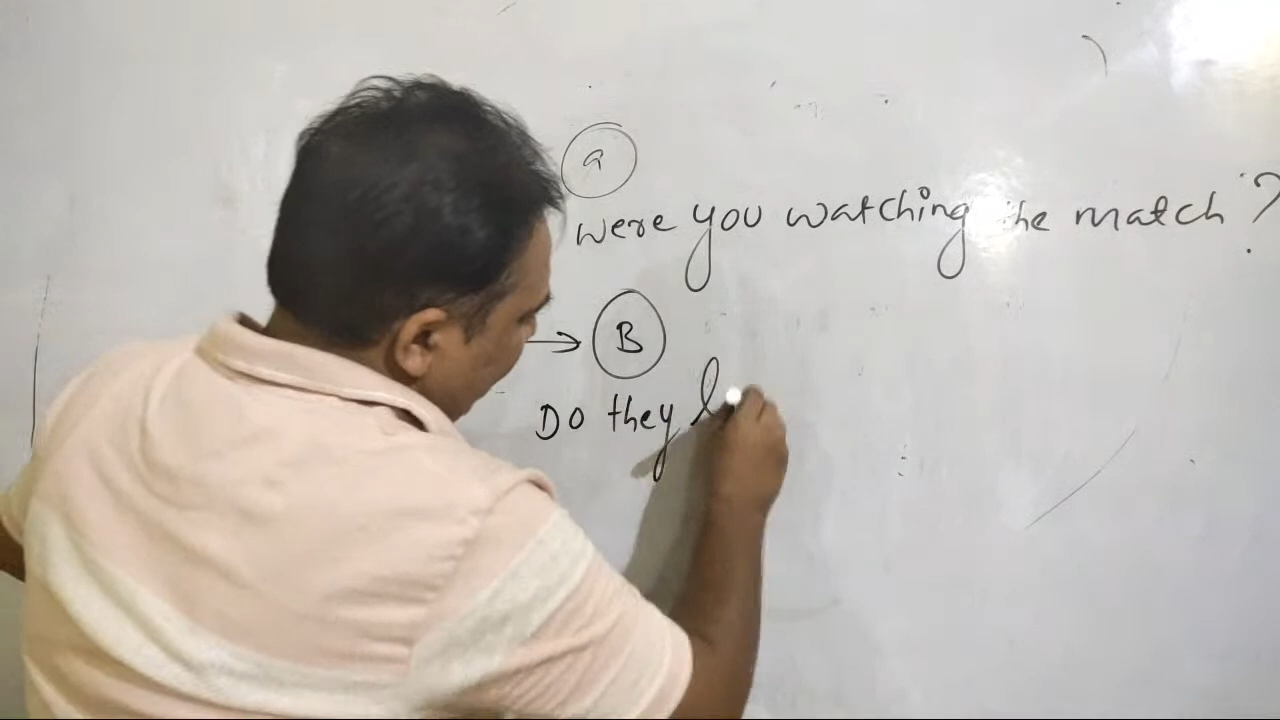 a
Were you watching the match ?
→ B
Do they